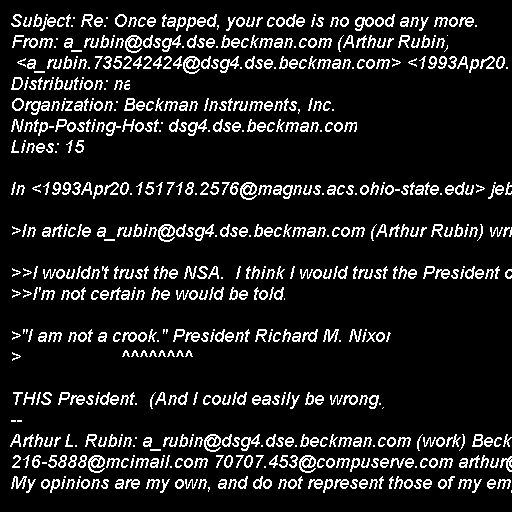 Subject: Re: Once tapped, your code is no good any more.
From: a_rubin@dsg4.dse.beckman.com (Arthur Rubin)
<a_rubin.735242424@dsg4.dse.beckman.com> <1993Apr20.
Distribution: na
Organization: Beckman Instruments, Inc.
Nntp-Posting-Host: dsg4.dse.beckman.com
Lines: 15
In <1993Apr20.151718.2576@magnus.acs.ohio-state.edu> jeb
>In article a_rubin@dsg4.dse.beckman.com (Arthur Rubin) wri
>>I wouldn't trust the NSA.  I think I would trust the President o
>>I'm not certain he would be told.
>"I am not a crook." President Richard M. Nixon
> ^^^^^^^^
THIS President.  (And I could easily be wrong.)
--
Arthur L. Rubin: a_rubin@dsg4.dse.beckman.com (work) Beck
216-5888@mcimail.com 70707.453@compuserve.com arthur@
My opinions are my own, and do not represent those of my emp